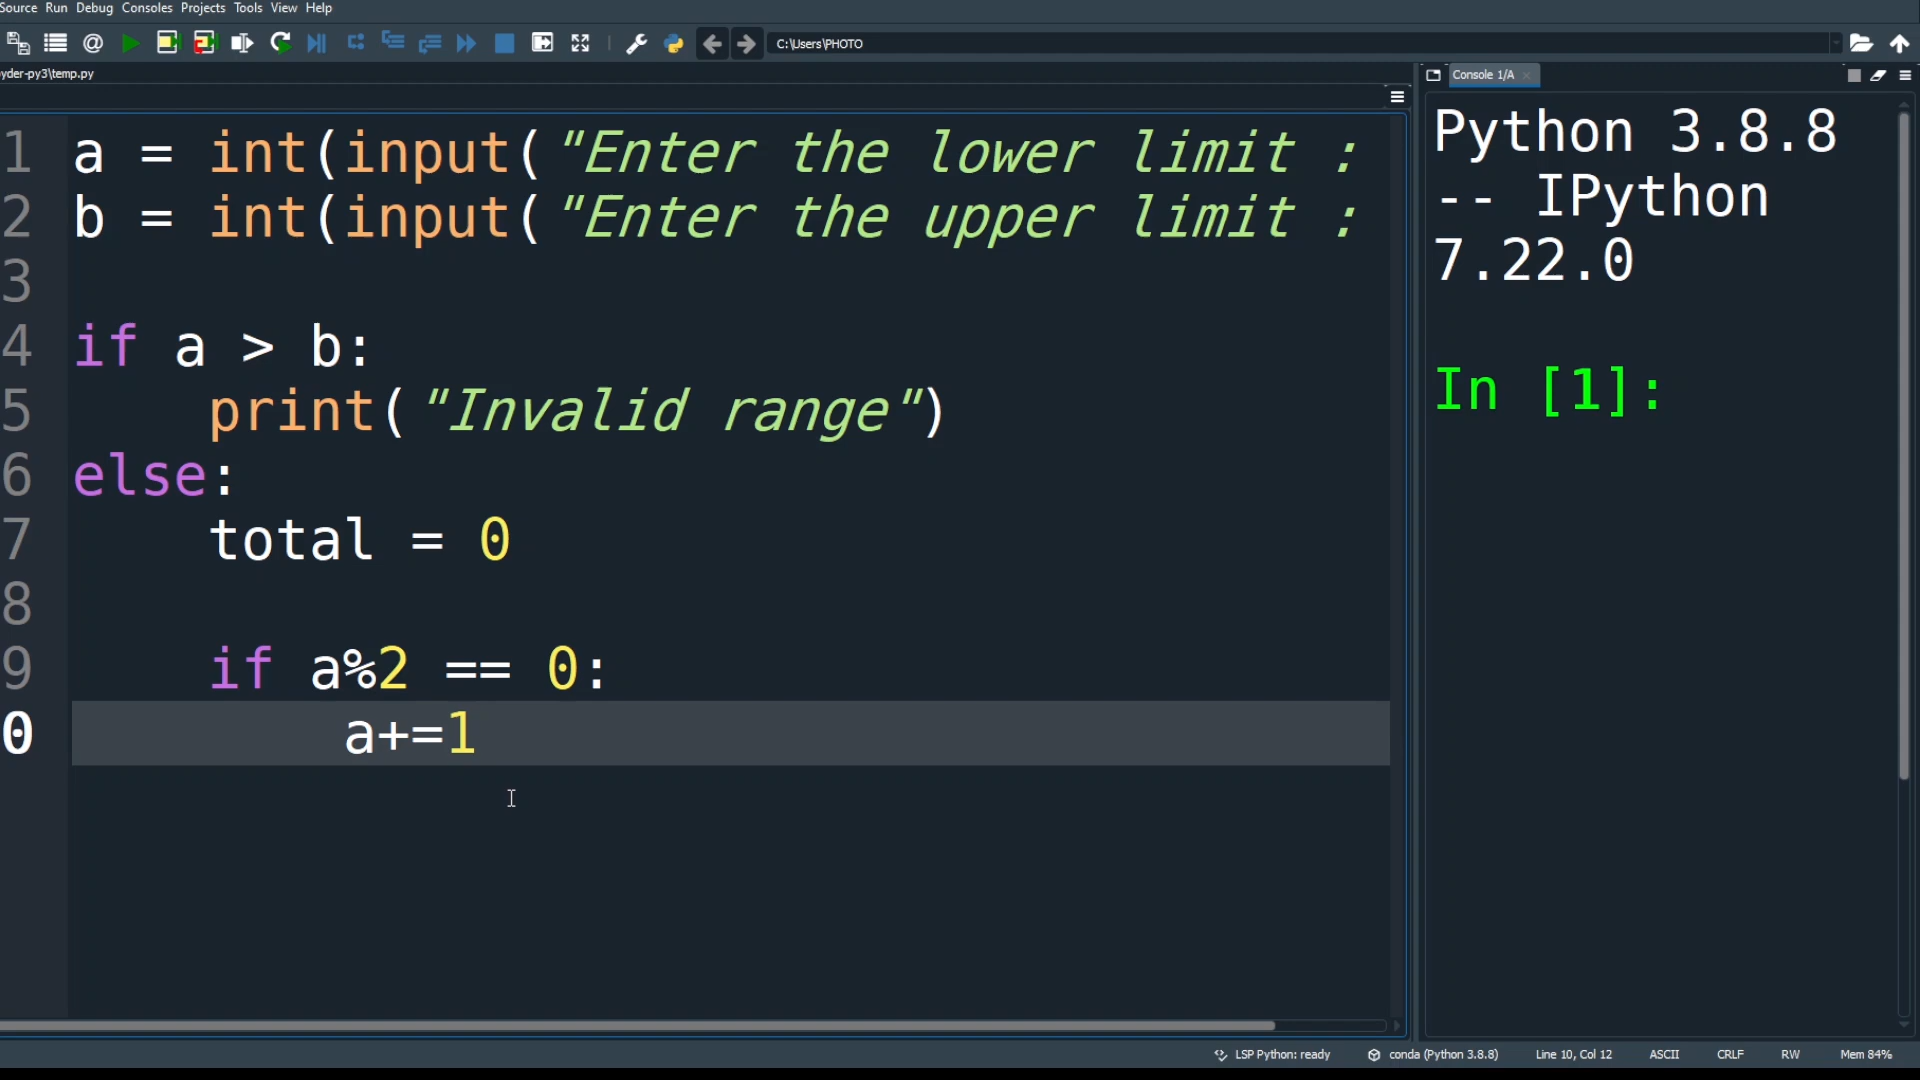 Source Run Debug Consoles Projects Tools View Help
C:\Users\PHOTO
yder-py3\temp.py
Console 1/A
1 a = int(input("Enter the lower limit :
2 b = int(input("Enter the upper limit :
3
4 if a > b:
5 print("Invalid range")
6 else:
7 total = 0
8
9 if a%2 == 0:
0 a+=1
Python 3.8.8
-- IPython
7.22.0
In [1]:
LSP Python: ready conda (Python 3.8.8) Line 10, Col 12 ASCII CRLF RW Mem 84%